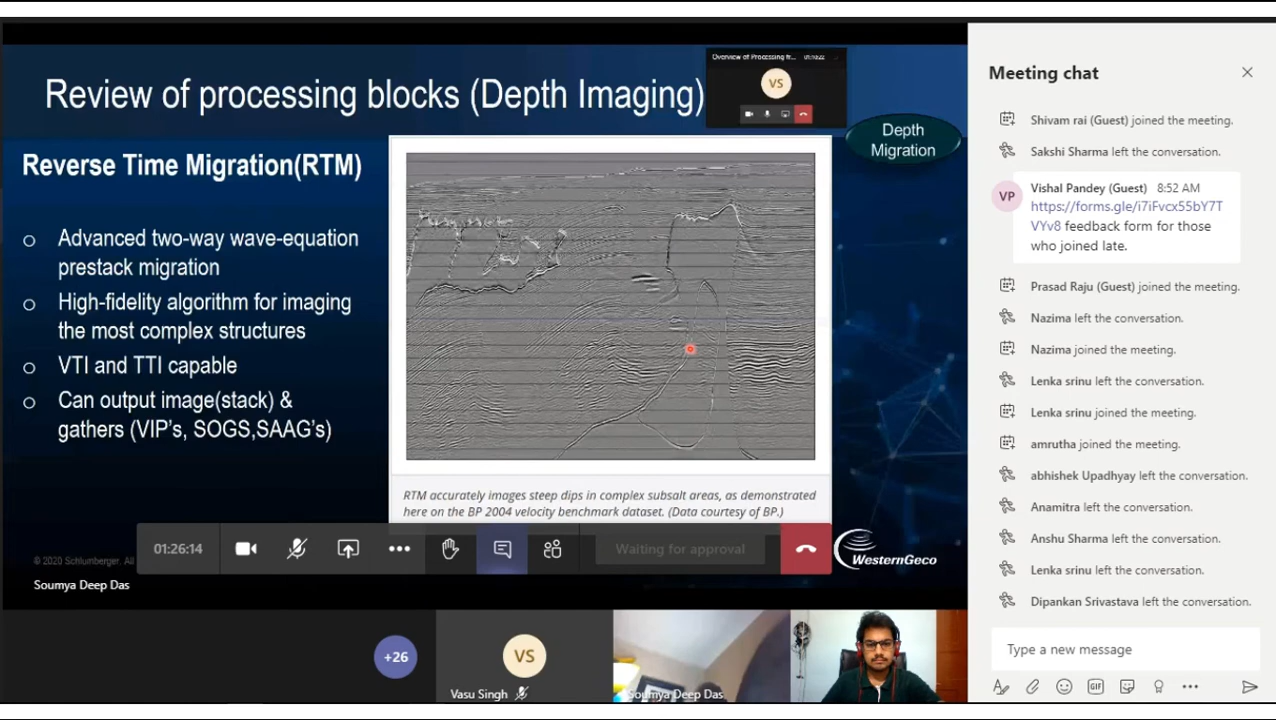 Review of processing blocks (Depth Imaging)
Overview of Processing fr...
VS
Depth
Migration
Reverse Time Migration(RTM)
o Advanced two-way wave-equation
prestack migration
o High-fidelity algorithm for imaging
the most complex structures
o VTI and TTI capable
o Can output image(stack) &
gathers (VIP's, SOGS,SAAG's)
RTM accurately images steep dips in complex subsalt areas, as demonstrated
here on the BP 2004 velocity benchmark dataset. (Data courtesy of BP.)
01:26:14
Waiting for approval
© 2020 Schlumberger. All
WesternGeco
Soumya Deep Das
+26
VS
Vasu Singh
Soumya Deep Das
Meeting chat
Shivam rai (Guest) joined the meeting.
Sakshi Sharma left the conversation.
VP
Vishal Pandey (Guest) 8:52 AM
https://forms.gle/i7iFvcx55bY7T
VYv8 feedback form for those
who joined late.
Prasad Raju (Guest) joined the meeting.
Nazima left the conversation.
Nazima joined the meeting.
Lenka srinu left the conversation.
Lenka srinu joined the meeting.
amrutha joined the meeting.
abhishek Upadhyay left the conversation.
Anamitra left the conversation.
Anshu Sharma left the conversation.
Lenka srinu left the conversation.
Dipankan Srivastava left the conversation.
Type a new message
GIF